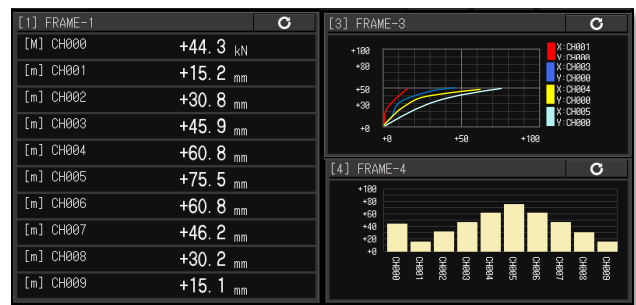 [1] FRAME-1
[M] CH000 +44.3 kN
[m] CH001 +15.2 mm
[m] CH002 +30.8 mm
[m] CH003 +45.9 mm
[m] CH004 +60.8 mm
[m] CH005 +75.5 mm
[m] CH006 +60.8 mm
[m] CH007 +46.2 mm
[m] CH008 +30.2 mm
[m] CH009 +15.1 mm
[3] FRAME-3
+100
+80
+50
+30
+0
+0 +50 +100
X:CH001
Y:CH000
X:CH003
Y:CH000
X:CH004
Y:CH000
X:CH005
Y:CH000
[4] FRAME-4
+100
+80
+60
+40
+20
+0
CH000 CH001 CH002 CH003 CH004 CH005 CH006 CH007 CH008 CH009